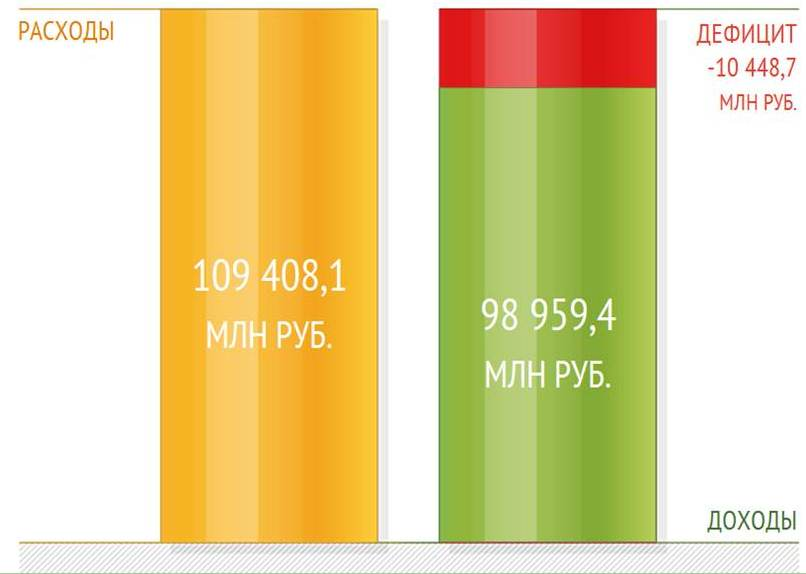 РАСХОДЫ
109 408,1
МЛН РУБ.
98 959,4
МЛН РУБ.
ДЕФИЦИТ
-10 448,7
МЛН РУБ.
ДОХОДЫ